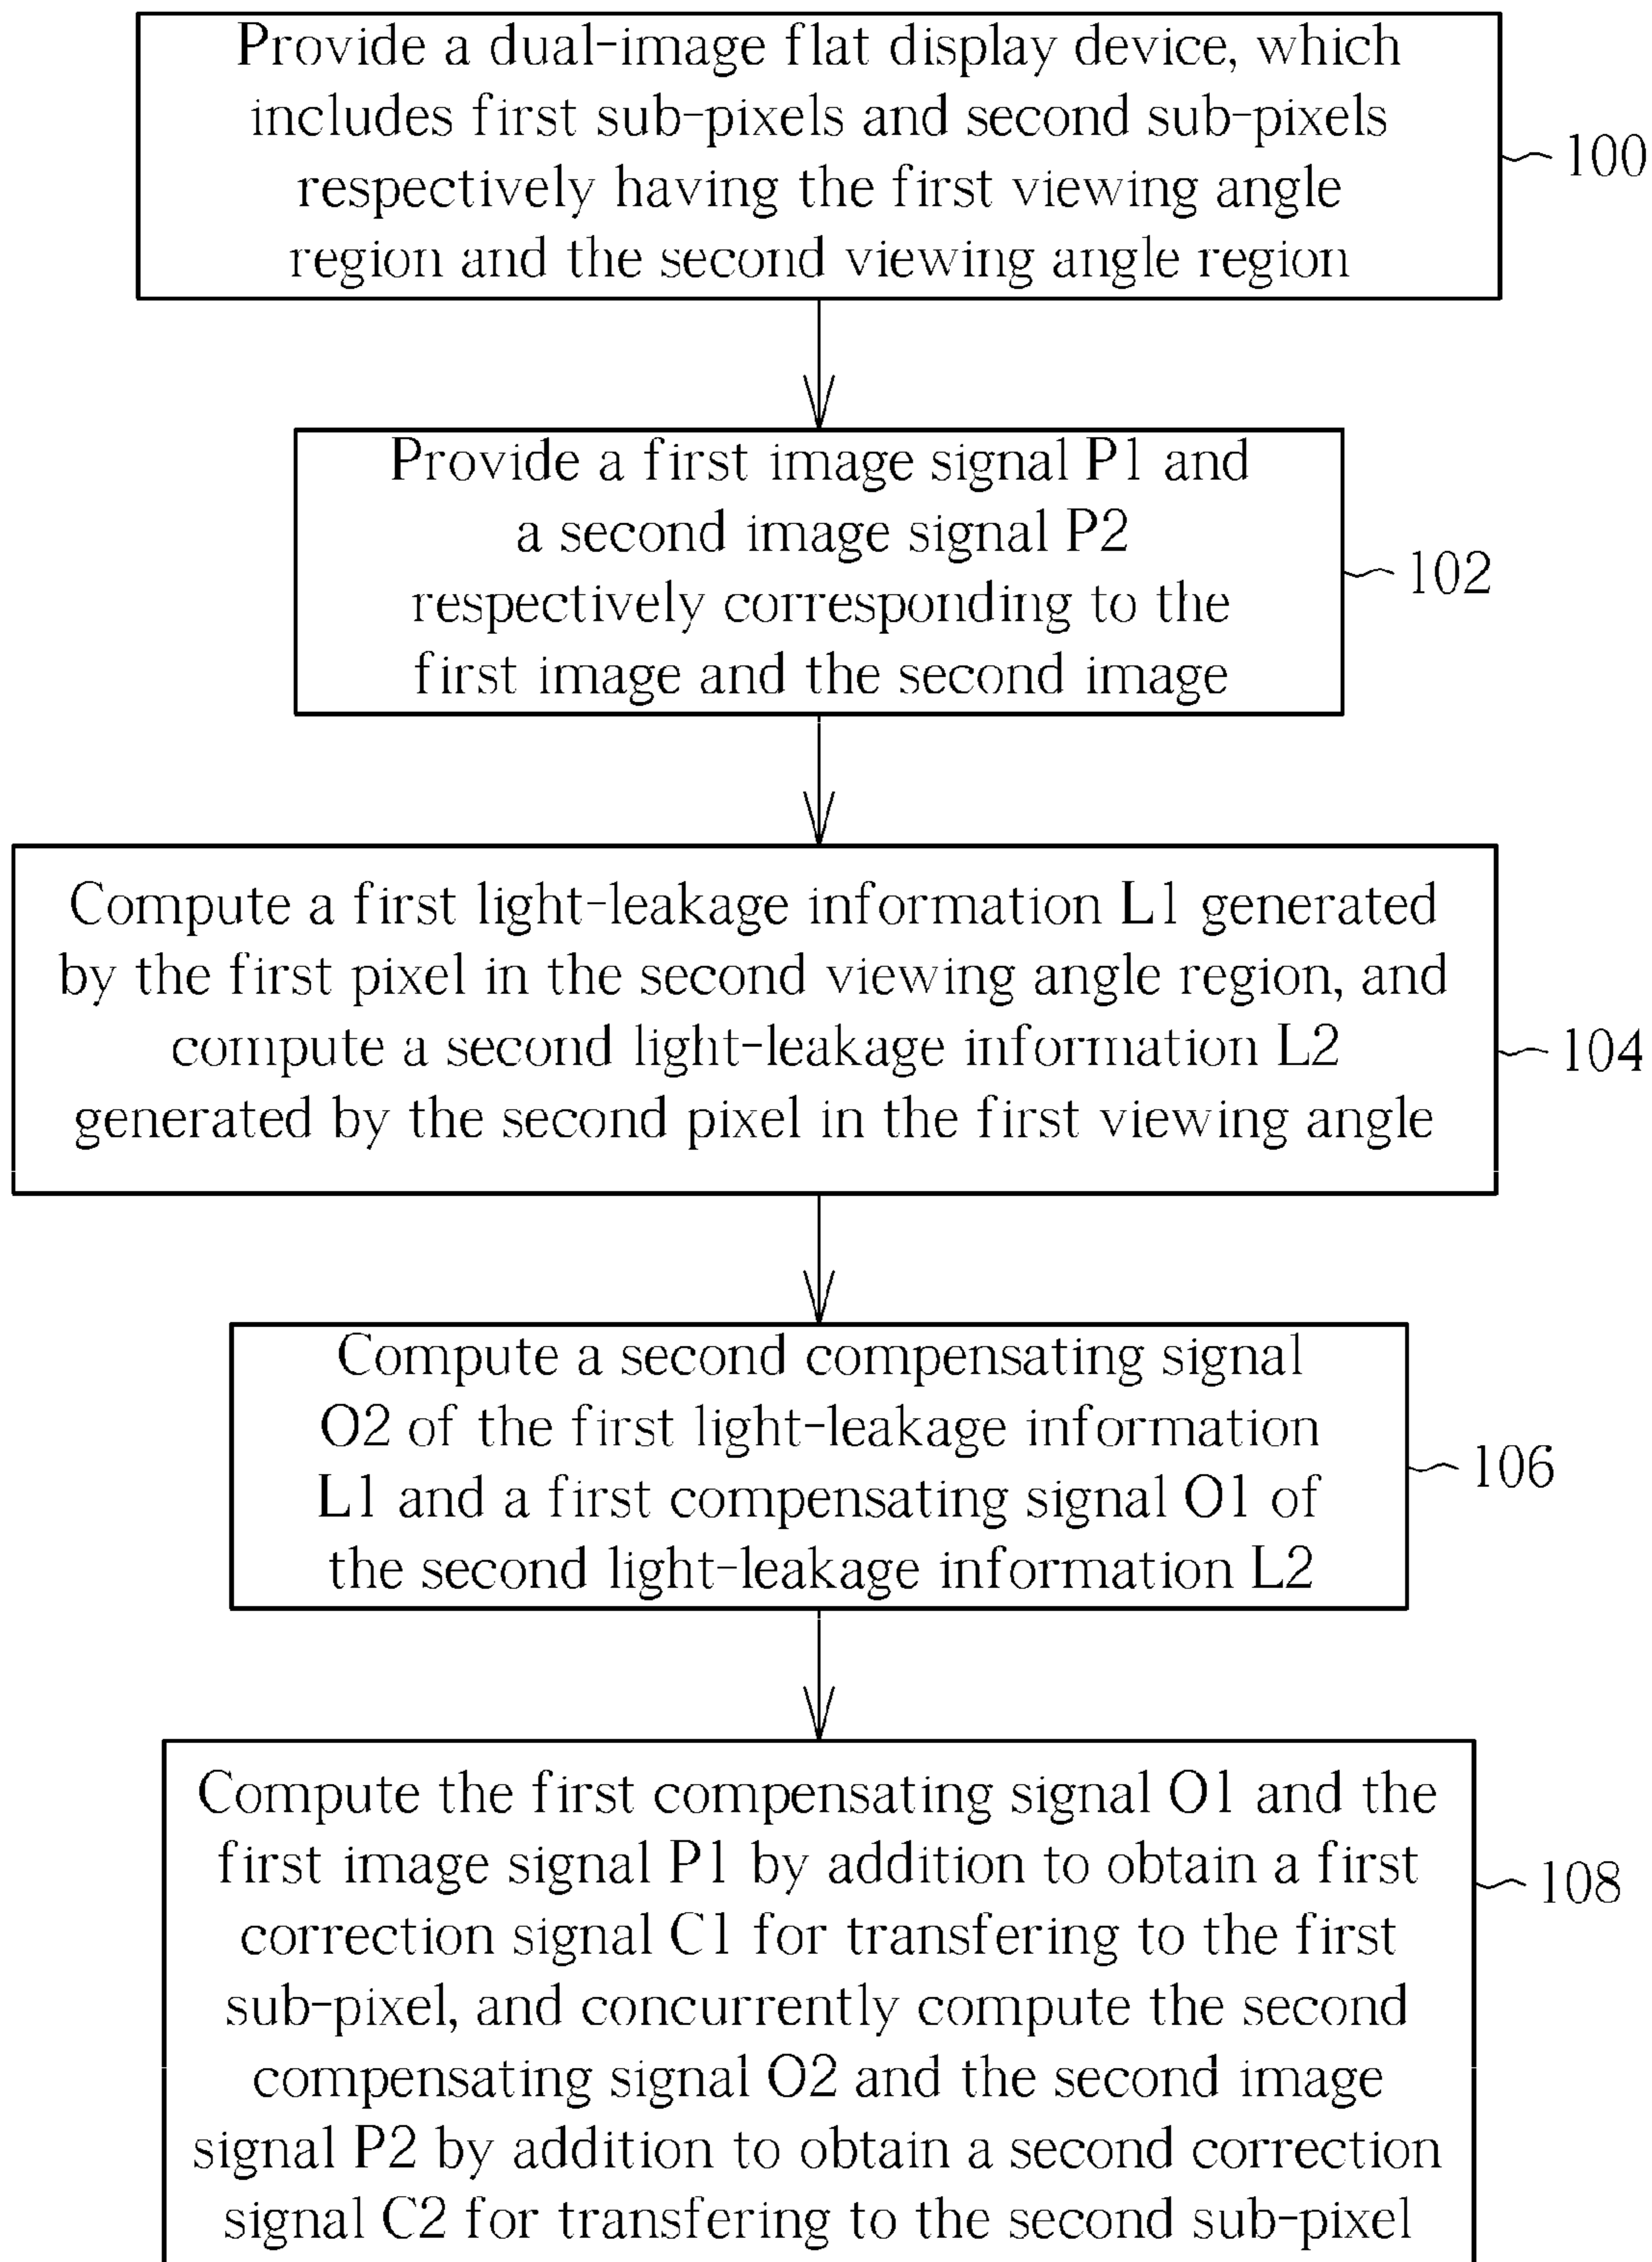 Provide a dual-image flat display device, which
includes first sub-pixels and second sub-pixels
respectively having the first viewing angle
region and the second viewing angle region
100
Provide a first image signal P1 and
a second image signal P2
respectively corresponding to the
first image and the second image
102
Compute a first light-leakage information L1 generated
by the first pixel in the second viewing angle region, and
compute a second light-leakage information L2
generated by the second pixel in the first viewing angle
104
Compute a second compensating signal
O2 of the first light-leakage information
L1 and a first compensating signal O1 of
the second light-leakage information L2
106
Compute the first compensating signal O1 and the
first image signal P1 by addition to obtain a first
correction signal C1 for transfering to the first
sub-pixel, and concurrently compute the second
compensating signal O2 and the second image
signal P2 by addition to obtain a second correction
signal C2 for transfering to the second sub-pixel
108